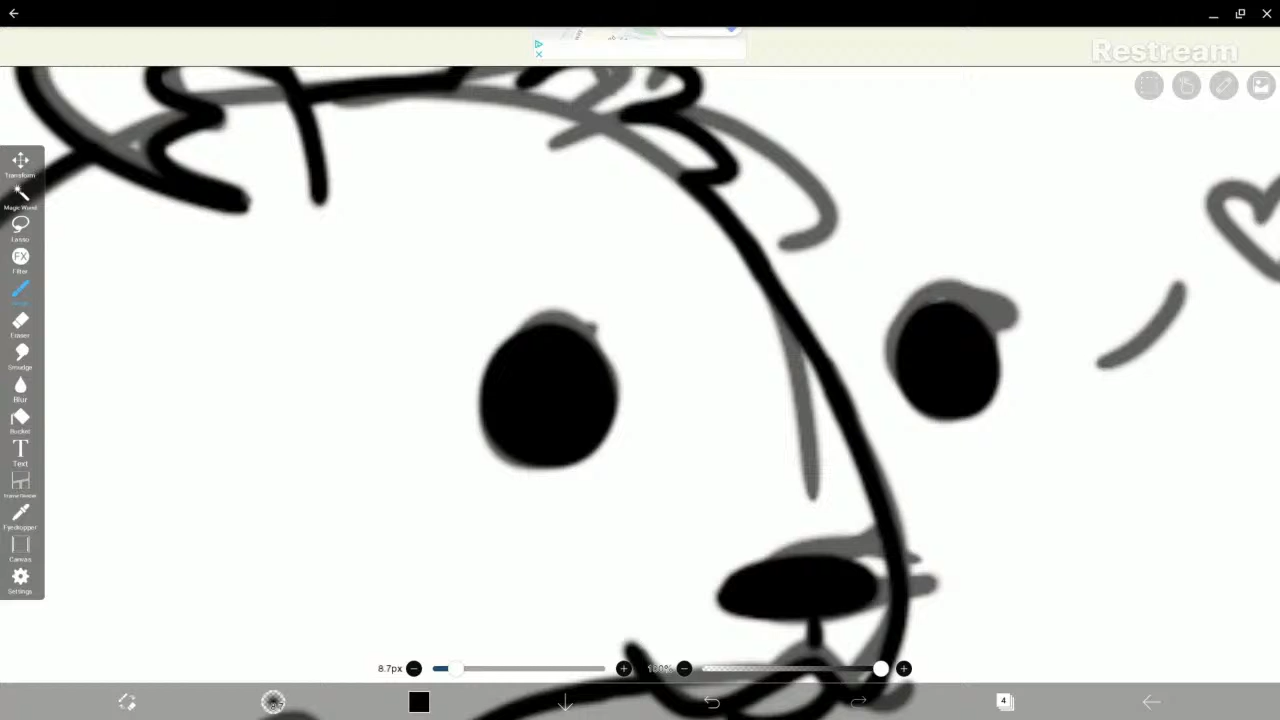 Restream
Transform
Magic Wand
Lasso
FX
Filter
Eraser
Smudge
Blur
Bucket
T
Text
Eyedropper
Canvas
Settings
8.7px
100%
4